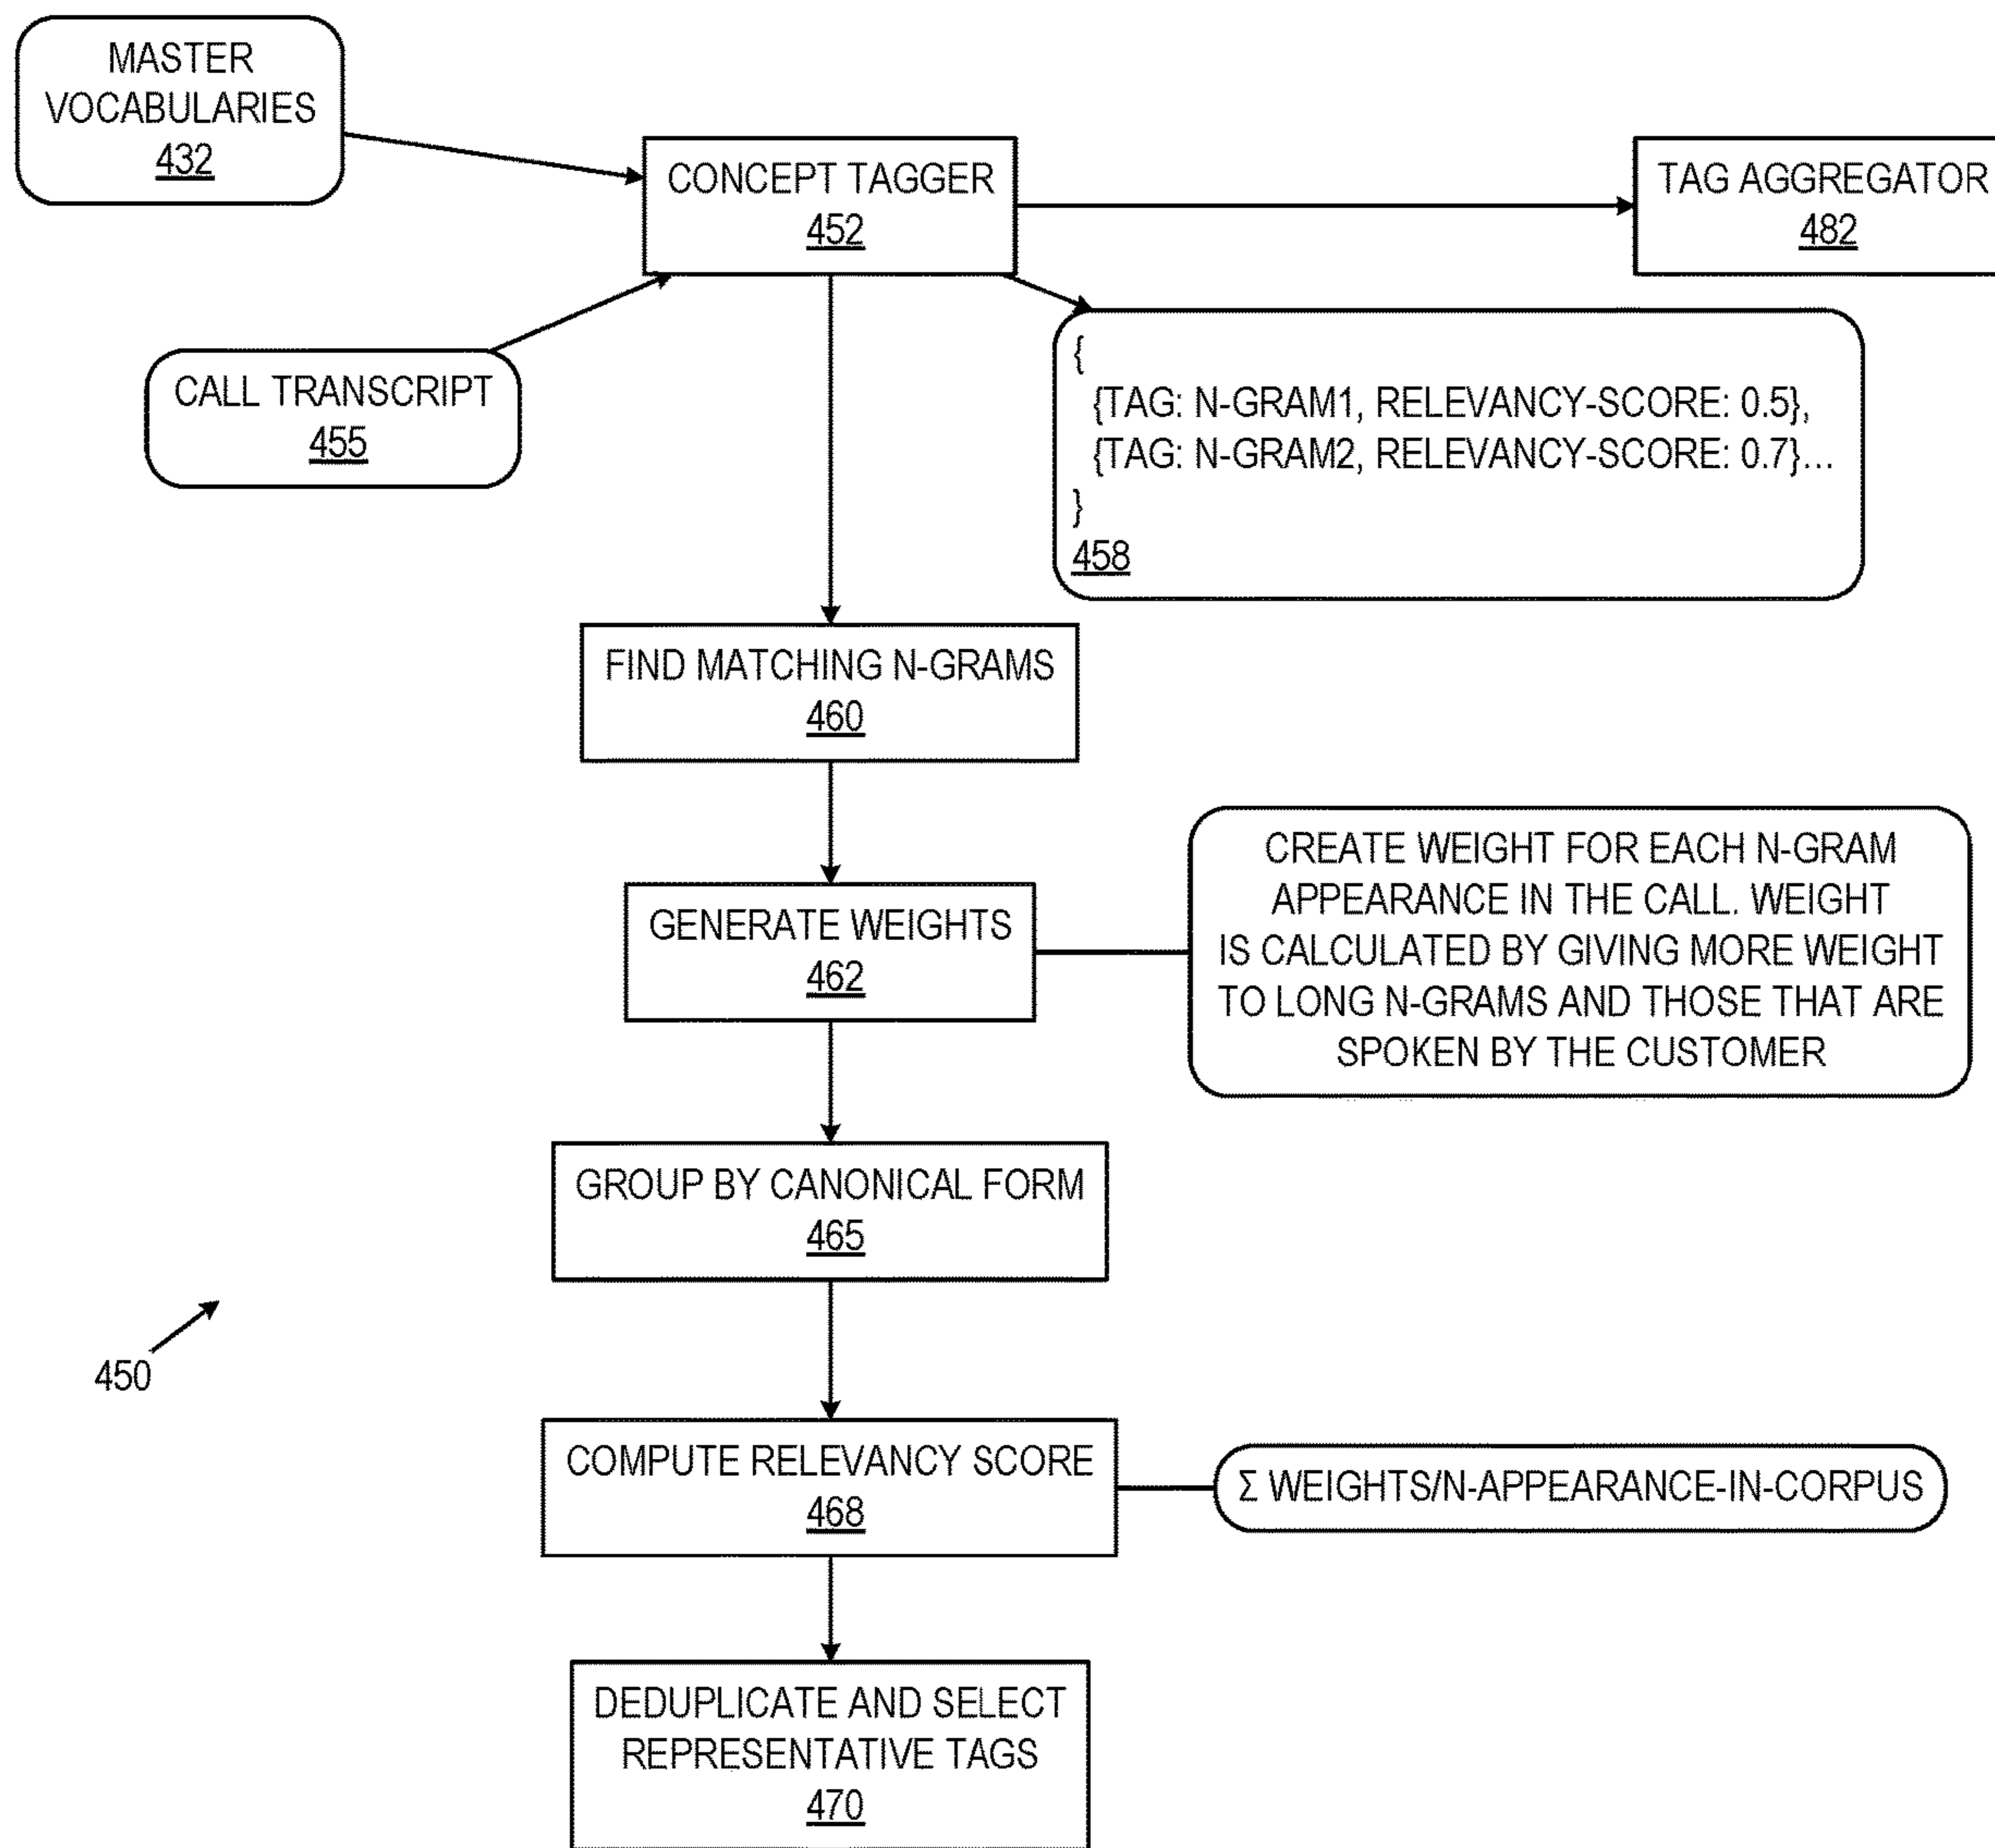 MASTER
VOCABULARIES
432
CONCEPT TAGGER
452
TAG AGGREGATOR
482
CALL TRANSCRIPT
455
{
{TAG: N-GRAM1, RELEVANCY-SCORE: 0.5},
{TAG: N-GRAM2, RELEVANCY-SCORE: 0.7}...
}
458
FIND MATCHING N-GRAMS
460
GENERATE WEIGHTS
462
CREATE WEIGHT FOR EACH N-GRAM
APPEARANCE IN THE CALL. WEIGHT
IS CALCULATED BY GIVING MORE WEIGHT
TO LONG N-GRAMS AND THOSE THAT ARE
SPOKEN BY THE CUSTOMER
GROUP BY CANONICAL FORM
465
450
COMPUTE RELEVANCY SCORE
468
Σ WEIGHTS/N-APPEARANCE-IN-CORPUS
DEDUPLICATE AND SELECT
REPRESENTATIVE TAGS
470